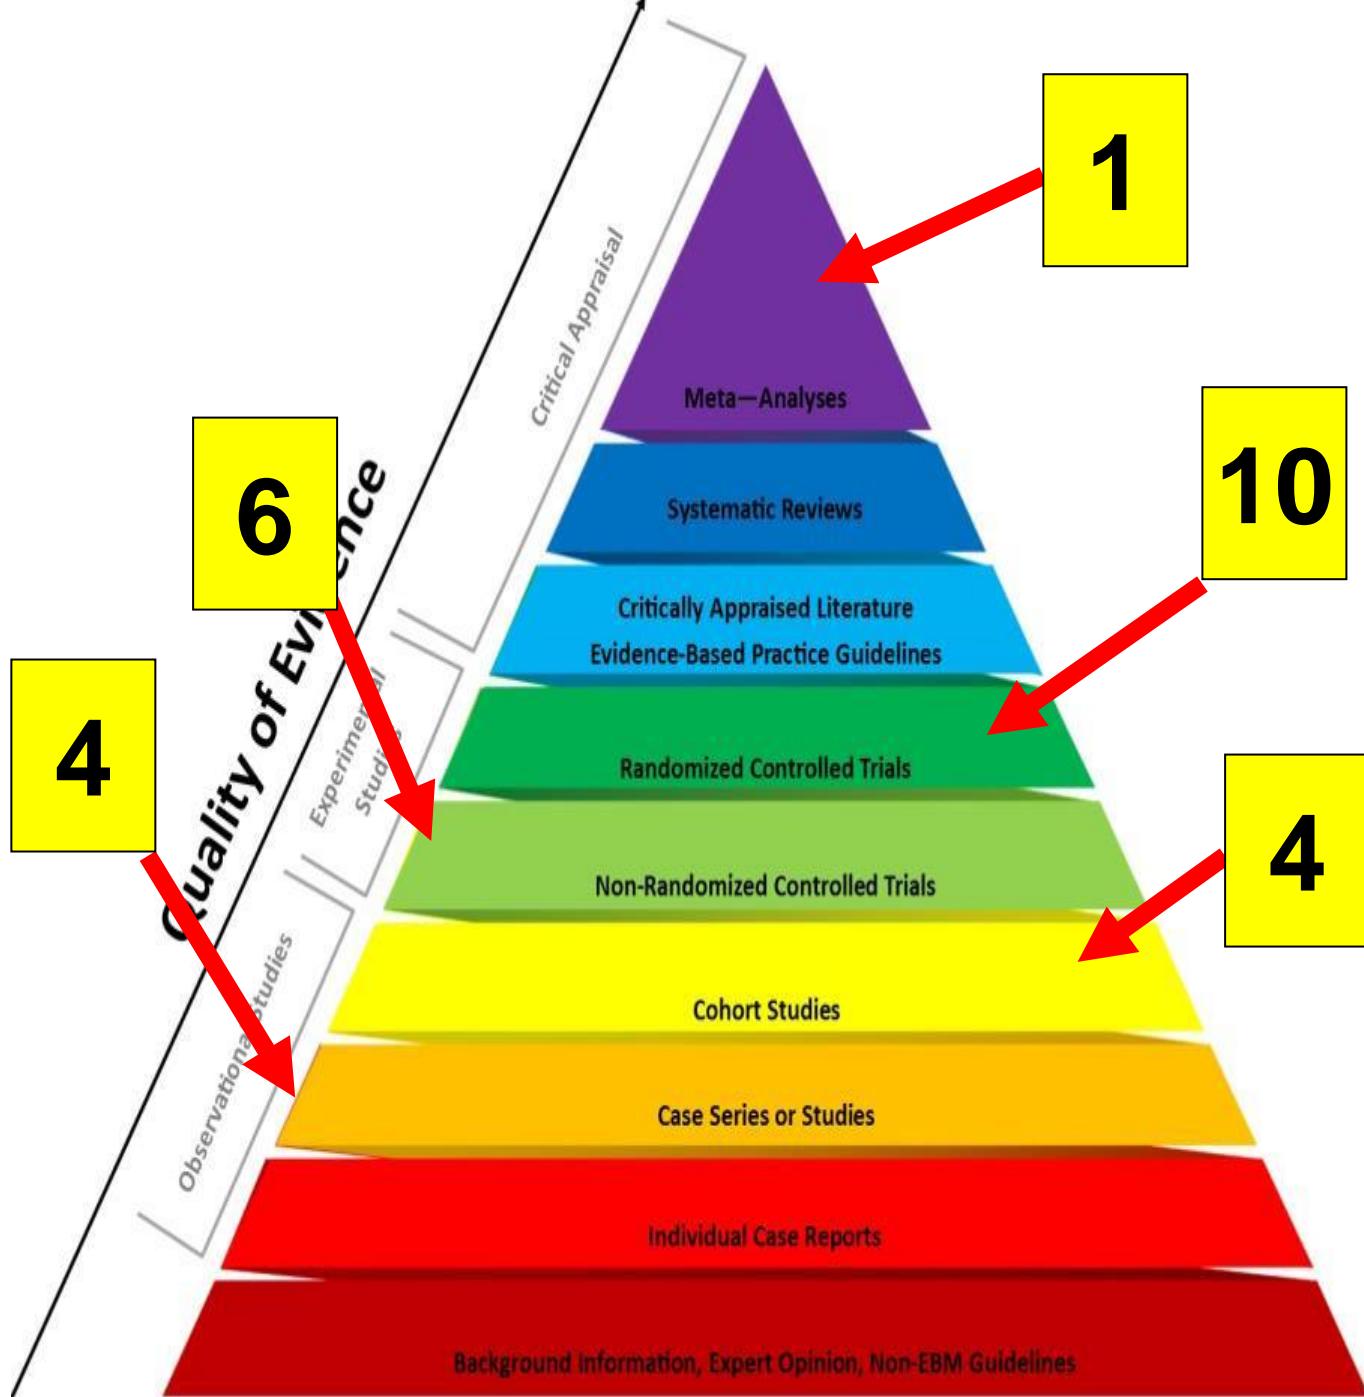 1
Critical Appraisal
Meta—Analyses
10
6
Systematic Reviews
Quality of Evidence
Critically Appraised Literature
Evidence-Based Practice Guidelines
4
Experimental
Studies
Randomized Controlled Trials
4
Non-Randomized Controlled Trials
Observational Studies
Cohort Studies
Case Series or Studies
Individual Case Reports
Background Information, Expert Opinion, Non-EBM Guidelines